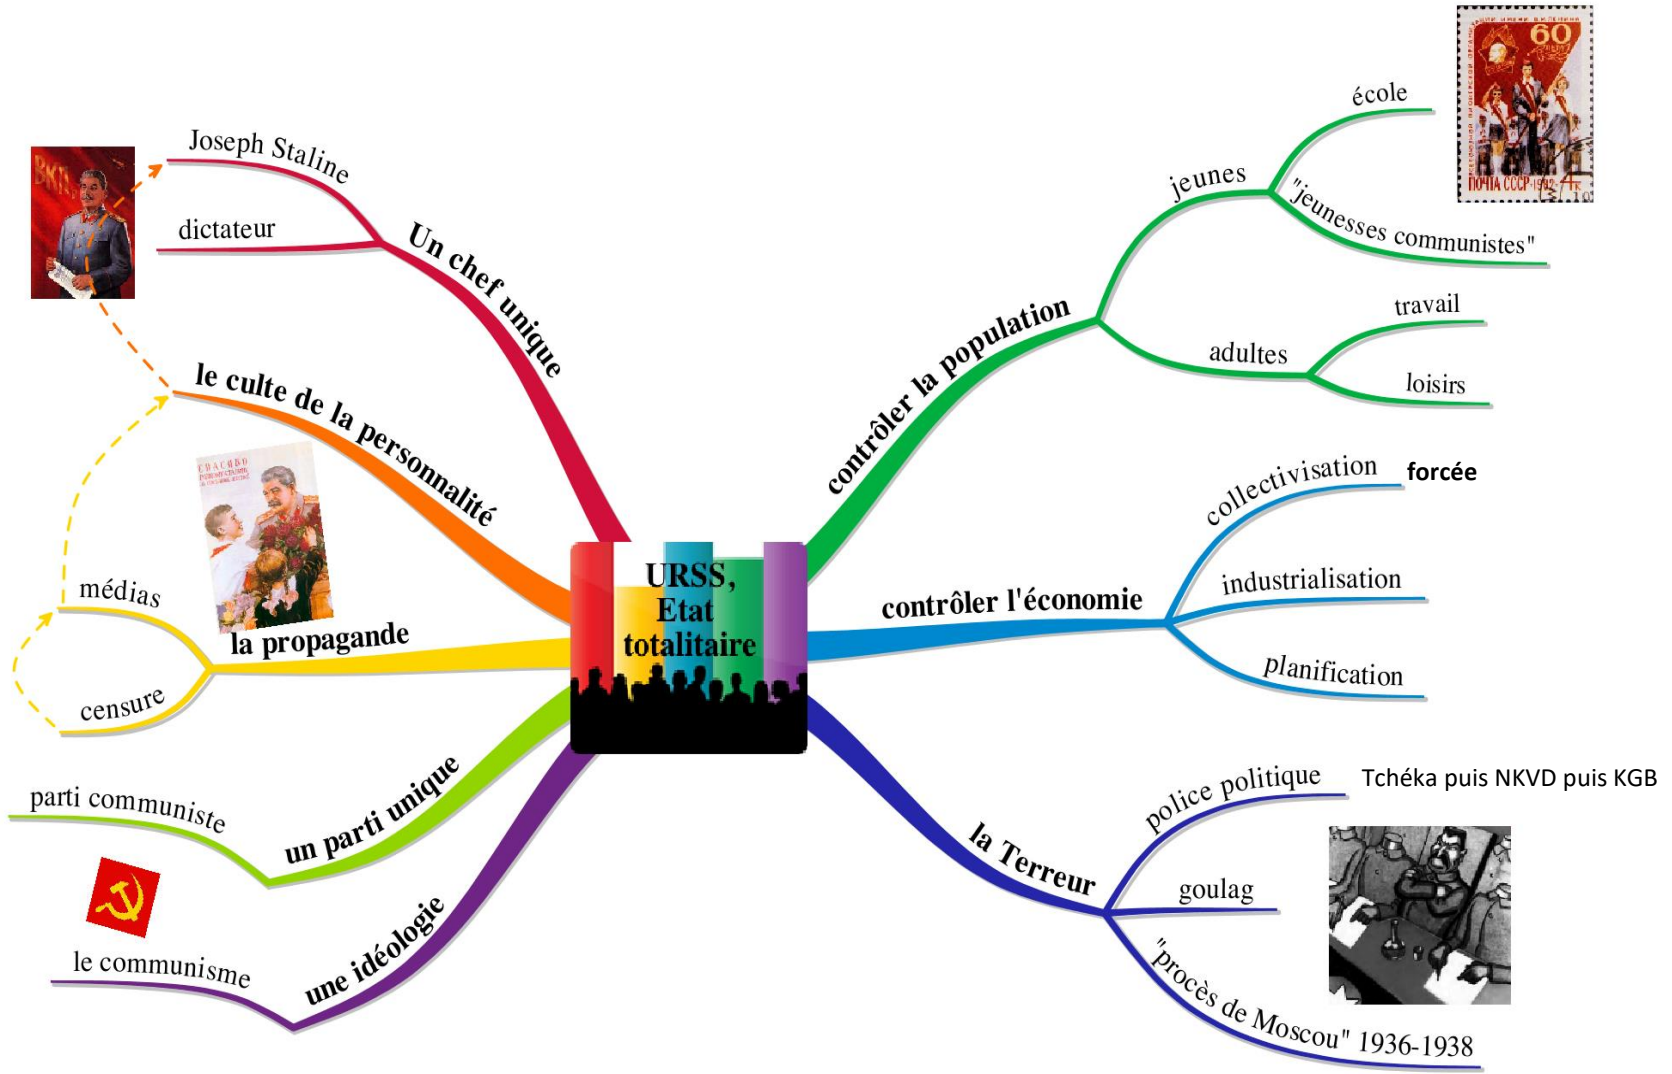 URSS,
Etat
totalitaire
Un chef unique
Joseph Staline
dictateur
le culte de la personnalité
la propagande
médias
censure
un parti unique
parti communiste
une idéologie
le communisme
contrôler la population
jeunes
école
"jeunesses communistes"
adultes
travail
loisirs
contrôler l'économie
collectivisation forcée
industrialisation
planification
la Terreur
police politique Tchéka puis NKVD puis KGB
goulag
"procès de Moscou" 1936-1938
60
ПОЧТА СССР·1982·4к
СПАСИБО